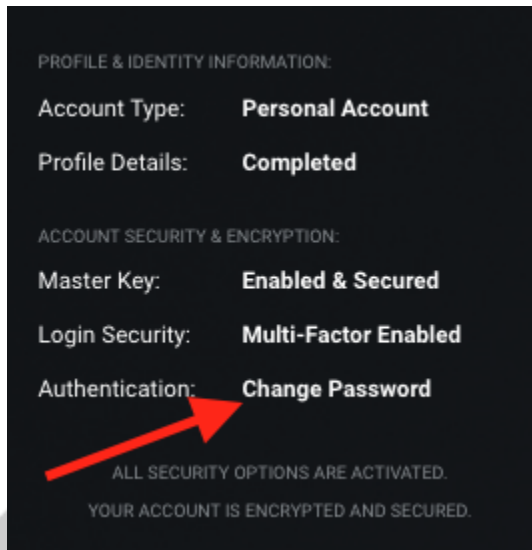 PROFILE & IDENTITY INFORMATION:
Account Type: Personal Account
Profile Details: Completed
ACCOUNT SECURITY & ENCRYPTION:
Master Key: Enabled & Secured
Login Security: Multi-Factor Enabled
Authentication: Change Password
ALL SECURITY OPTIONS ARE ACTIVATED.
YOUR ACCOUNT IS ENCRYPTED AND SECURED.